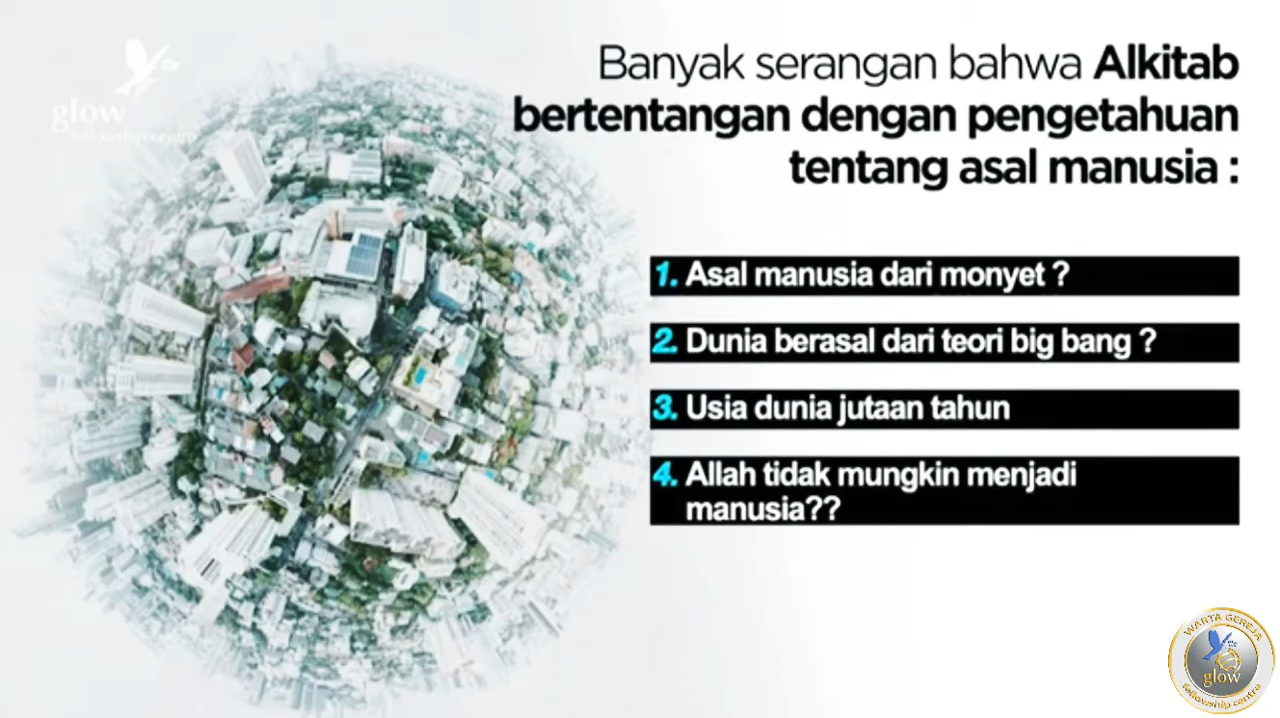 glow
fellowship centre
Banyak serangan bahwa Alkitab
bertentangan dengan pengetahuan
tentang asal manusia :
1. Asal manusia dari monyet ?
2. Dunia berasal dari teori big bang ?
3. Usia dunia jutaan tahun
4. Allah tidak mungkin menjadi
manusia??
WARTA GEREJA
glow
fellowship centre